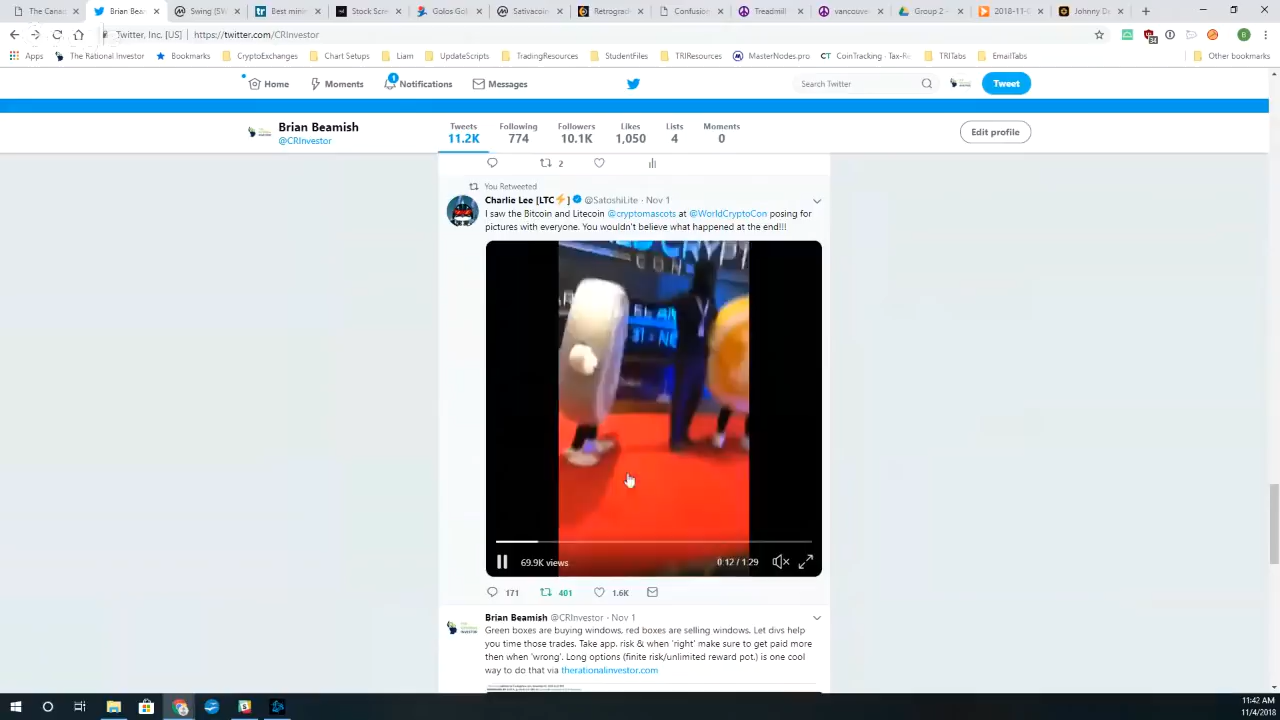 The Canac
Brian Bea
Swing (SW
Best mini
Stock Scre
Golos Gol
Sativacoin
Retrograd
Confusion
Treadmill
vancouve
Group 2 -
2018-11-0
Johnny D
Twitter, Inc. [US] | https://twitter.com/CRInvestor
34
B
Apps
The Rational Investor
Bookmarks
CryptoExchanges
Chart Setups
Liam
UpdateScripts
TradingResources
StudentFiles
TRIResources
MasterNodes.pro
CT CoinTracking · Tax-R
TRITabs
EmailTabs
Other bookmarks
Home
Moments
1
Notifications
Messages
Search Twitter
Tweet
Brian Beamish
@CRInvestor
Tweets Following Followers Likes Lists Moments
11.2K 774 10.1K 1,050 4 0
Edit profile
2
You Retweeted
Charlie Lee [LTC⚡] @SatoshiLite · Nov 1
I saw the Bitcoin and Litecoin @cryptomascots at @WorldCryptoCon posing for
pictures with everyone. You wouldn't believe what happened at the end!!!
69.9K views
0:12 / 1:29
171 401 1.6K
Brian Beamish @CRInvestor · Nov 1
Green boxes are buying windows, red boxes are selling windows. Let divs help
you time those trades. Take app. risk & when 'right' make sure to get paid more
then when 'wrong'. Long options (finite risk/unlimited reward pot.) is one cool
way to do that via therationalinvestor.com
11:42 AM
11/4/2018